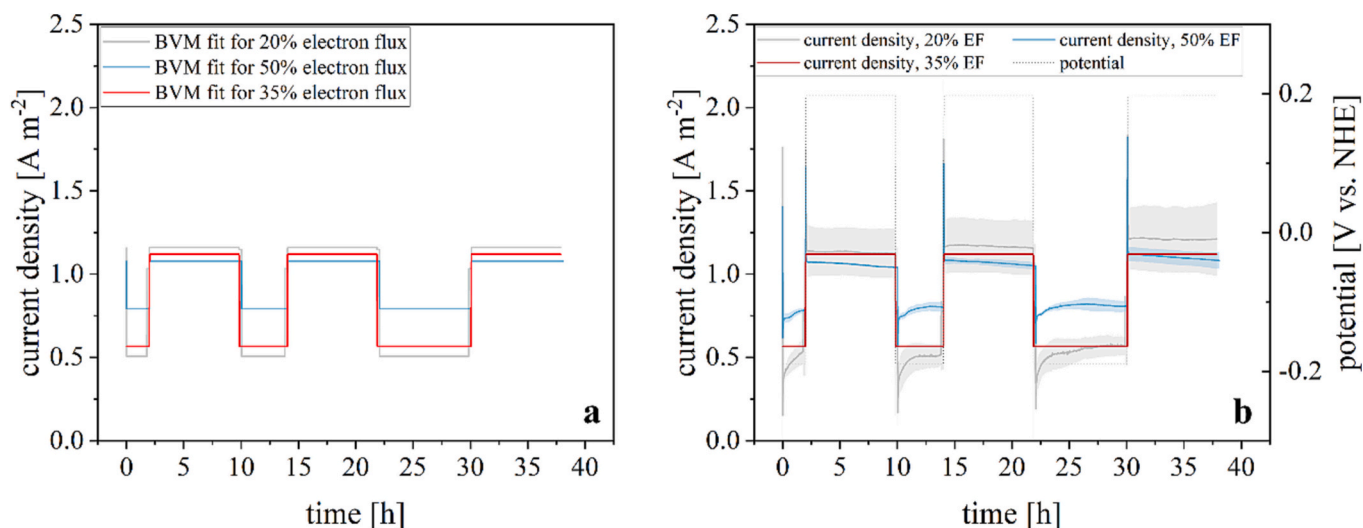 BVM fit for 20% electron flux
BVM fit for 50% electron flux
BVM fit for 35% electron flux
current density [A m-2]
2.5
2.0
1.5
1.0
0.5
0.0
a
0 5 10 15 20 25 30 35 40
time [h]
current density, 20% EF current density, 50% EF
current density, 35% EF potential
current density [A m-2]
2.5
2.0
1.5
1.0
0.5
0.0
b
0.2
0.0
-0.2
potential [V vs. NHE]
0 5 10 15 20 25 30 35 40
time [h]